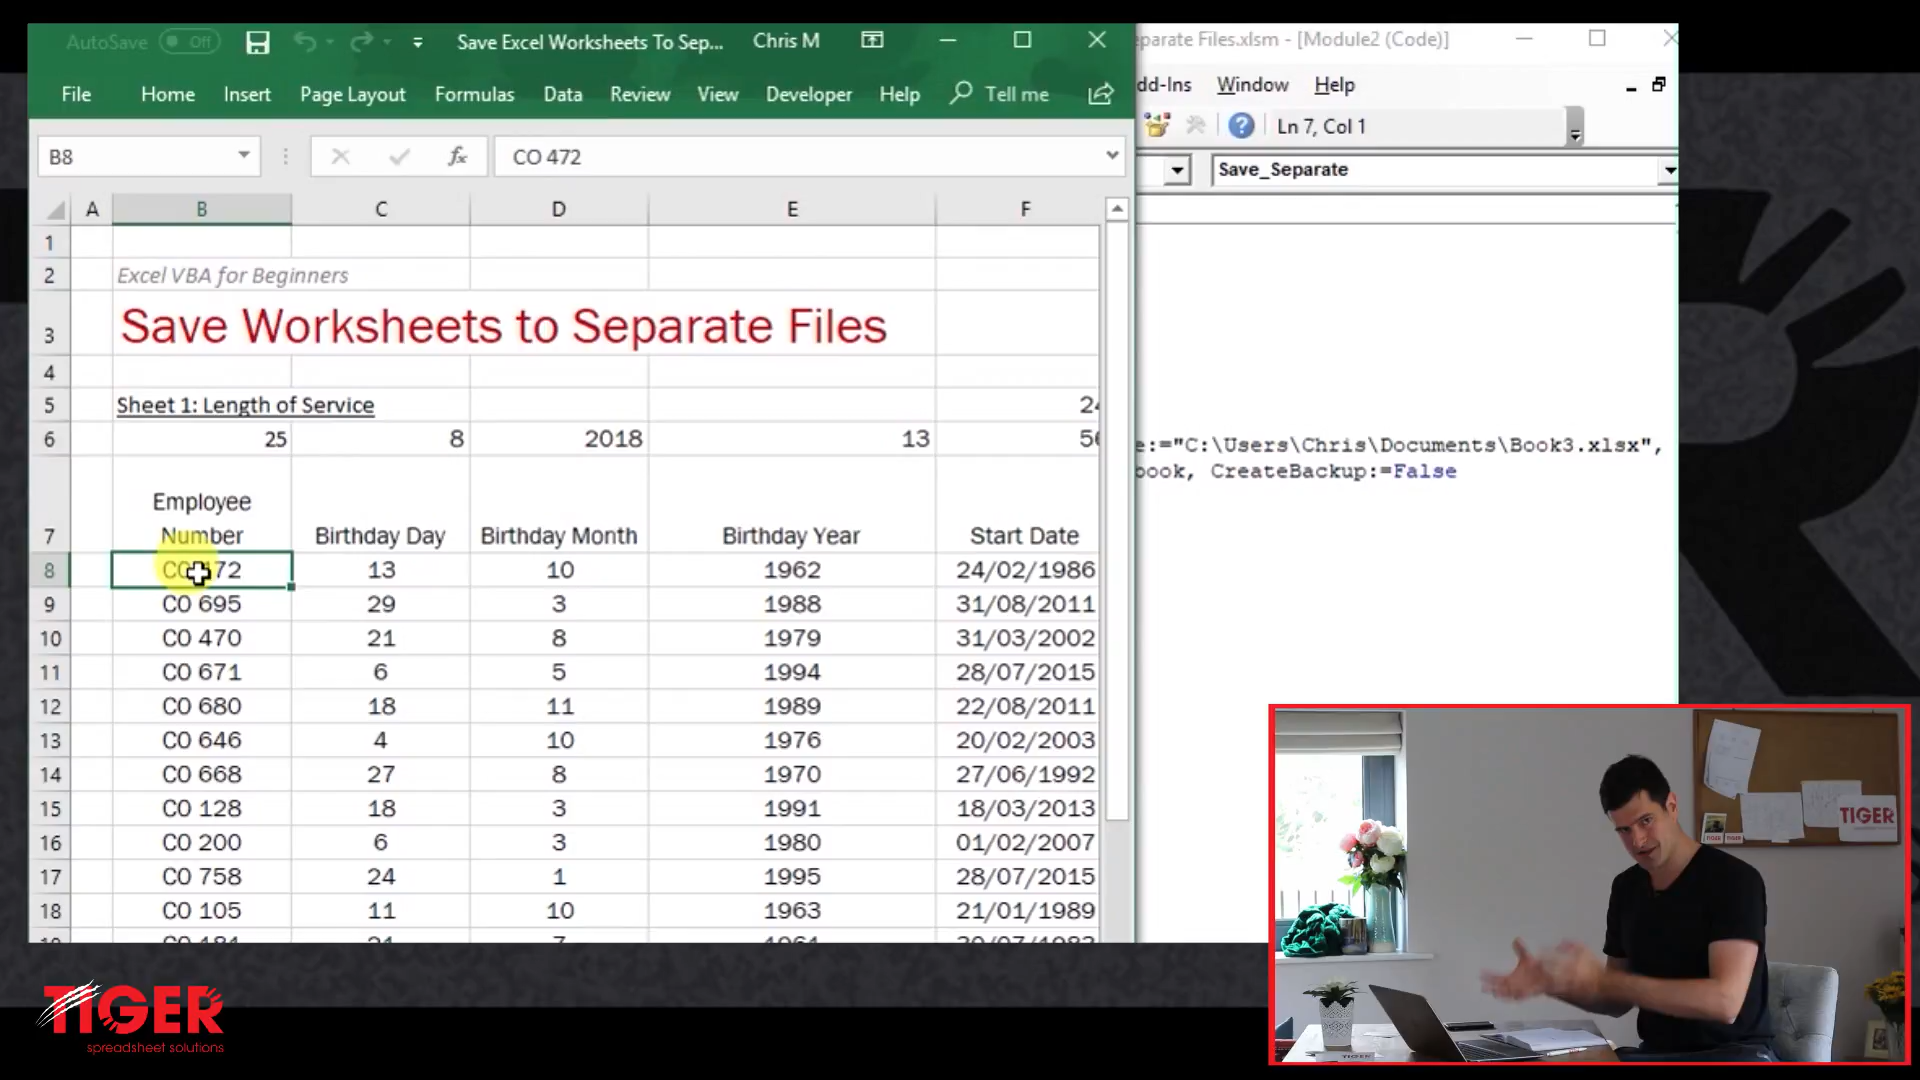 AutoSave Off
Save Excel Worksheets To Sep...
Chris M
File Home Insert Page Layout Formulas Data Review View Developer Help Tell me
B8
fx
CO 472
A B C D E F
1
2 Excel VBA for Beginners
3 Save Worksheets to Separate Files
4
5 Sheet 1: Length of Service
6 25 8 2018 13
Employee
7 Number Birthday Day Birthday Month Birthday Year Start Date
8 13 10 1962 24/02/1986
9 CO 695 29 3 1988 31/08/2011
10 CO 470 21 8 1979 31/03/2002
11 CO 671 6 5 1994 28/07/2015
12 CO 680 18 11 1989 22/08/2011
13 CO 646 4 10 1976 20/02/2003
14 CO 668 27 8 1970 27/06/1992
15 CO 128 18 3 1991 18/03/2013
16 CO 200 6 3 1980 01/02/2007
17 CO 758 24 1 1995 28/07/2015
18 CO 105 11 10 1963 21/01/1989
eparate Files.xlsm - [Module2 (Code)]
dd-Ins Window Help
Ln 7, Col 1
Save_Separate
e:="C:\Users\Chris\Documents\Book3.xlsx",
book, CreateBackup:=False
TIGER
TIGER
spreadsheet solutions